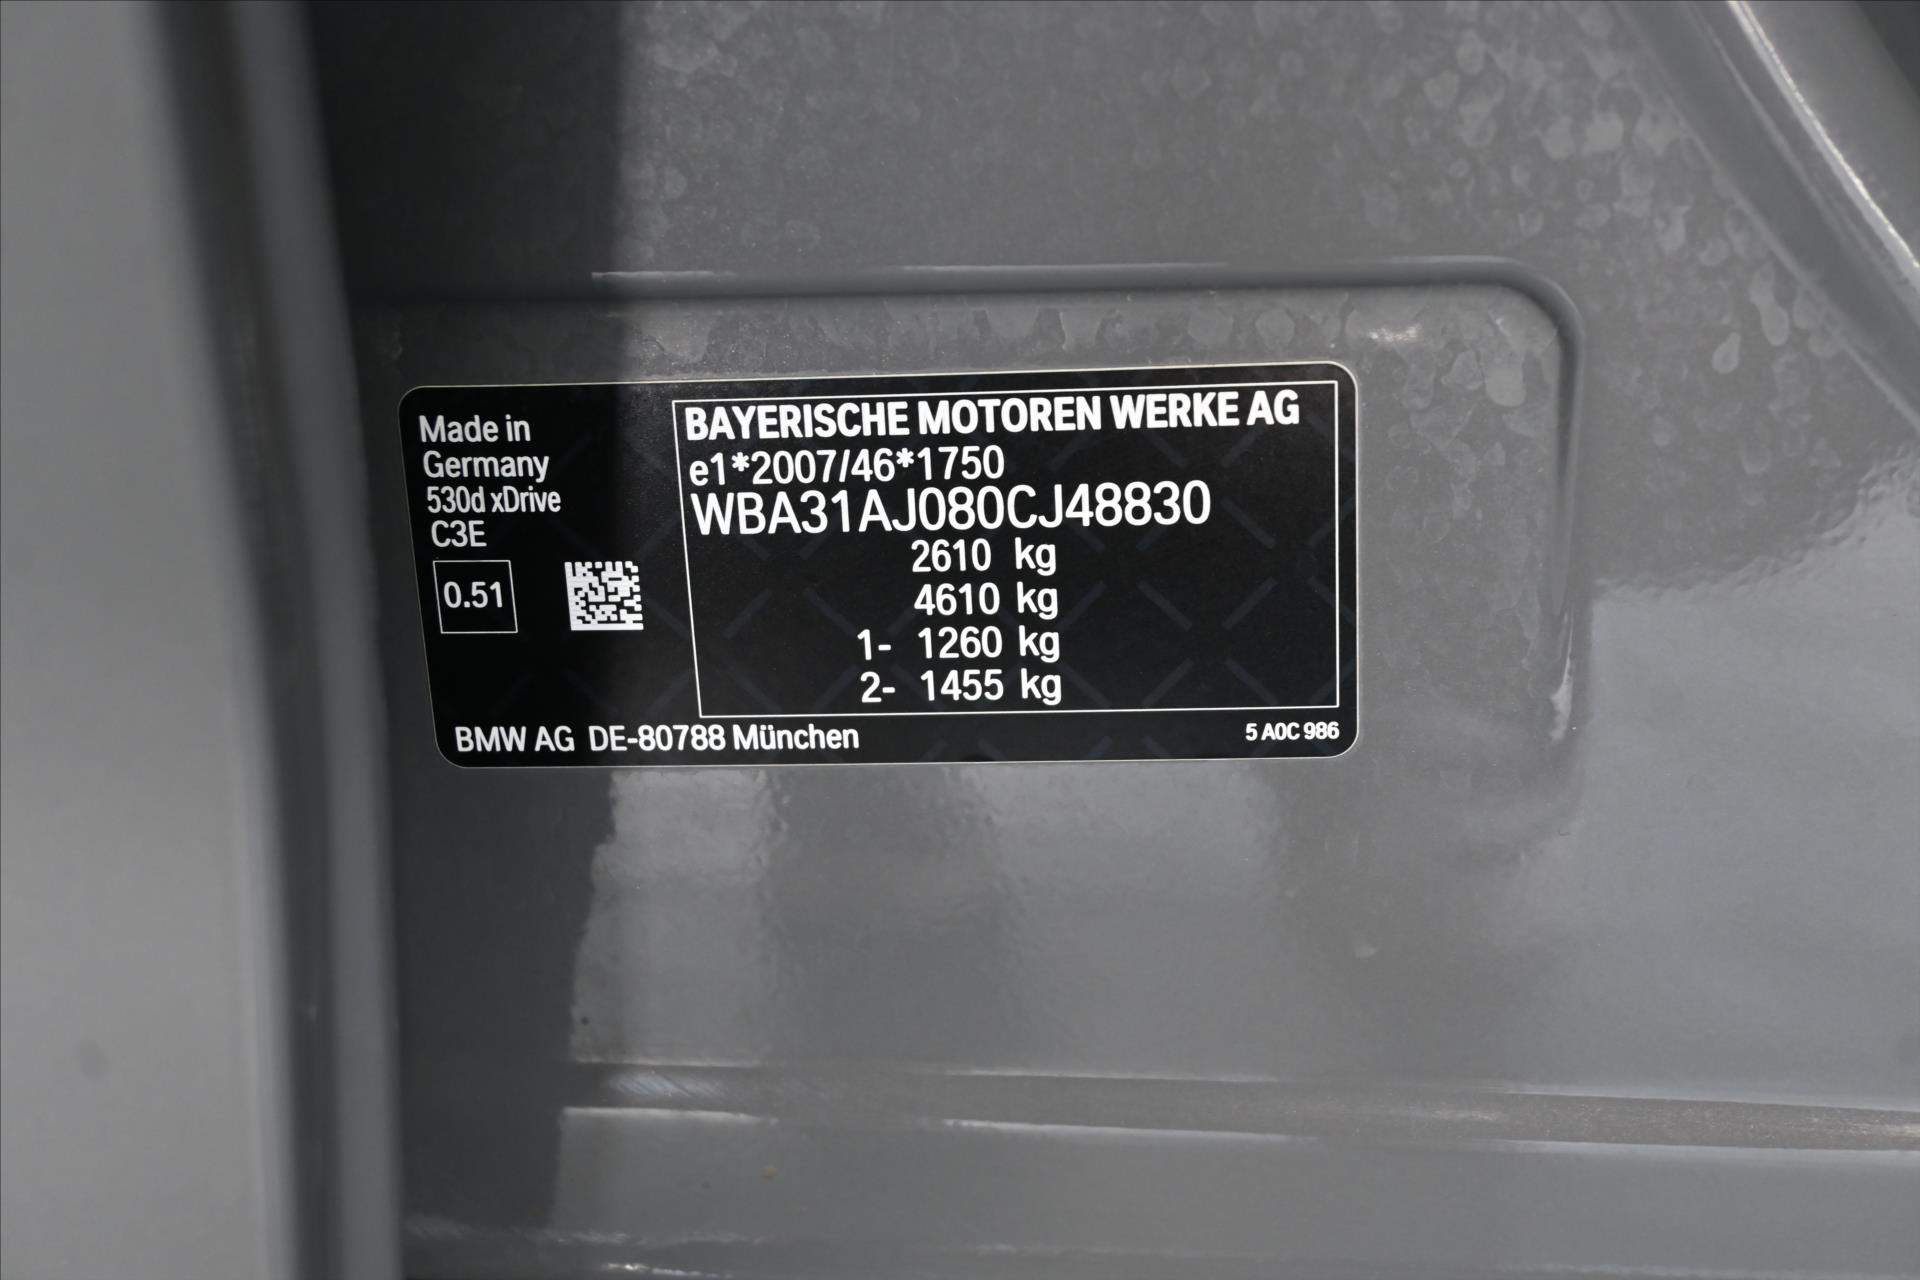 Made in
Germany
530d xDrive
C3E
0.51
BAYERISCHE MOTOREN WERKE AG
e1*2007/46*1750
WBA31AJ080CJ48830
2610 kg
4610 kg
1- 1260 kg
2- 1455 kg
BMW AG DE-80788 München
5 A0C 986